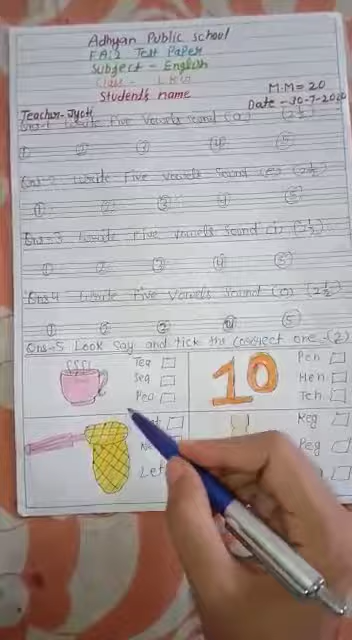 Adhyan Public School
FA:2 Test Paper
Subject - English
Class - L.K.G
M.M = 20
Student's name
Teacher-Jyoti
Date - 30-7-2020
Qns-1 Write Five Vowels Sound (a) (2½)
① ② ③ ④ ⑤
Qns-2 Write Five Vowels Sound (e) (2½)
① ② ③ ④ ⑤
Qns-3 Write Five Vowels Sound (i) (2½)
① ② ③ ④ ⑤
Qns-4 Write Five Vowels Sound (o) (2½)
① ② ③ ④ ⑤
Qns-5 Look Say and tick the correct one - (2)
Tea
Sea
Pea
10
Pen
Hen
Teh
Let
Keg
Peg